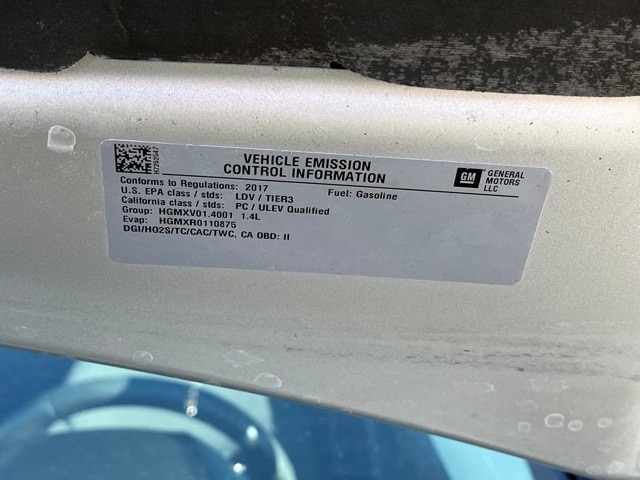 H7252547
VEHICLE EMISSION
CONTROL INFORMATION
GM
GENERAL
MOTORS
LLC
Conforms to Regulations: 2017 Fuel: Gasoline
U.S. EPA class / stds: LDV / TIER3
California class / stds: PC / ULEV Qualified
Group: HGMXV01.4001 1.4L
Evap: HGMXR0110875
DGI/HO2S/TC/CAC/TWC, CA OBD: II